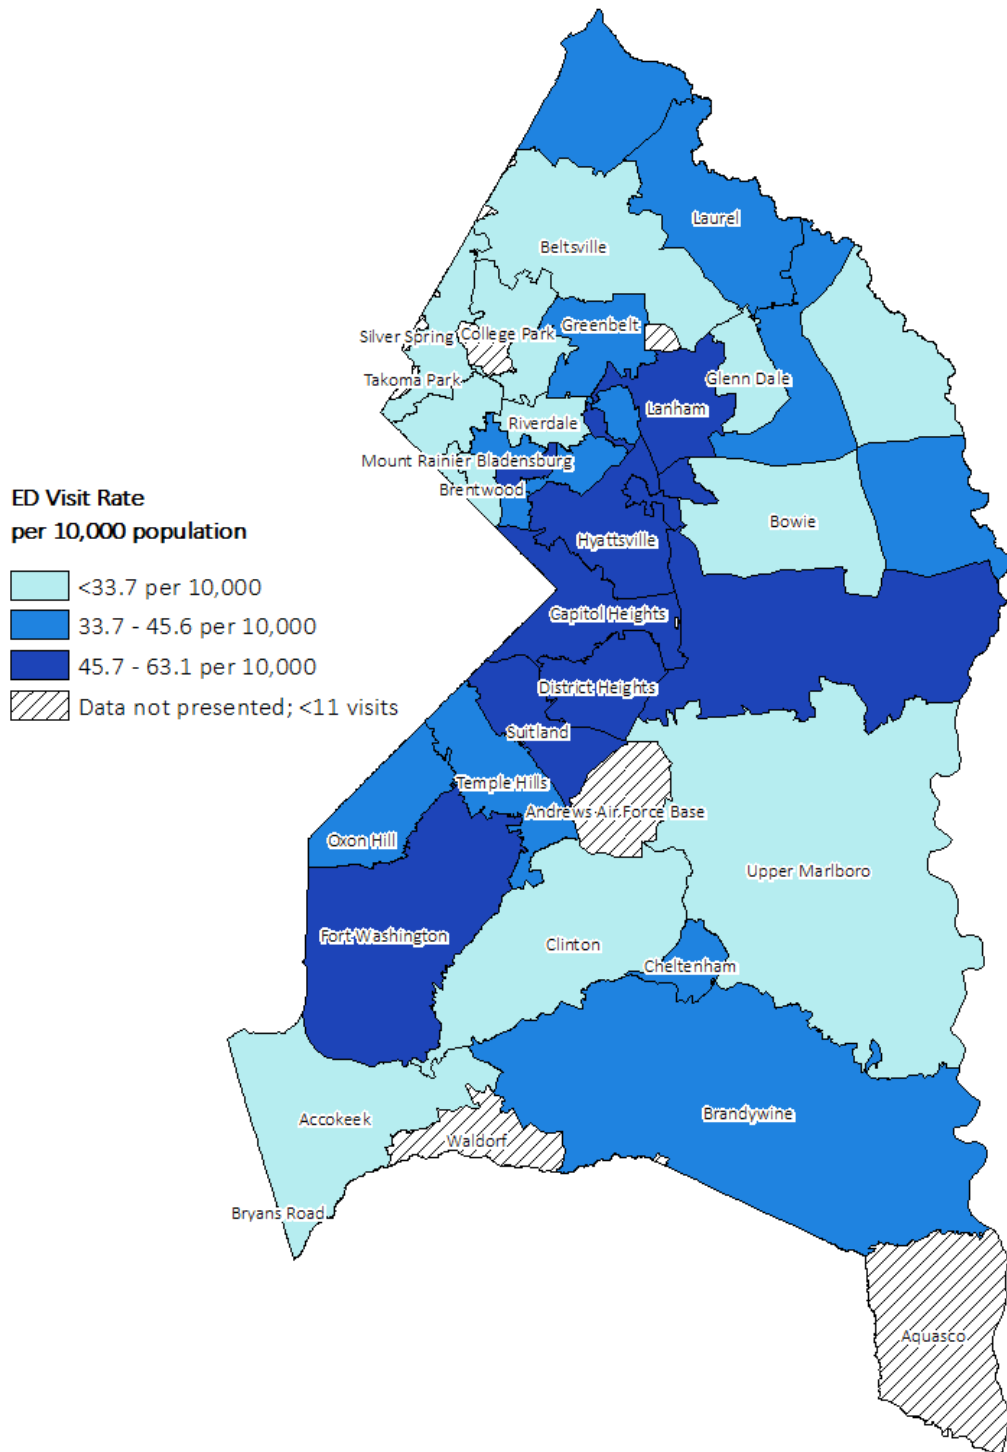 Laurel
Beltsville
Greenbelt
Silver Spring
College Park
Takoma Park
Glenn Dale
Lanham
Riverdale
Mount Rainier
Bladensburg
Brentwood
ED Visit Rate
per 10,000 population
<33.7 per 10,000
33.7 - 45.6 per 10,000
45.7 - 63.1 per 10,000
Data not presented; <11 visits
Bowie
Hyattsville
Capitol Heights
District Heights
Suitland
Temple Hills
Andrews Air Force Base
Oxon Hill
Upper Marlboro
Fort Washington
Clinton
Cheltenham
Accokeek
Brandywine
Waldorf
Bryans Road
Aquasco